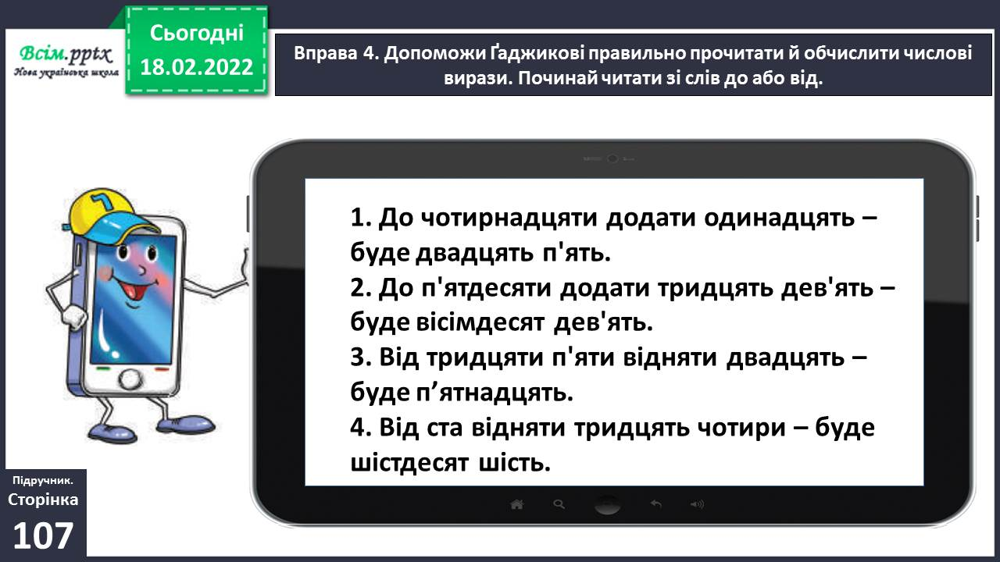 Всім.pptx
Нова українська школа
Сьогодні
18.02.2022
Вправа 4. Допоможи Ґаджикові правильно прочитати й обчислити числові
вирази. Починай читати зі слів до або від.
1. До чотирнадцяти додати одинадцять –
буде двадцять п'ять.
2. До п'ятдесяти додати тридцять дев'ять –
буде вісімдесят дев'ять.
3. Від тридцяти п'яти відняти двадцять –
буде п’ятнадцять.
4. Від ста відняти тридцять чотири – буде
шістдесят шість.
Підручник.
Сторінка
107